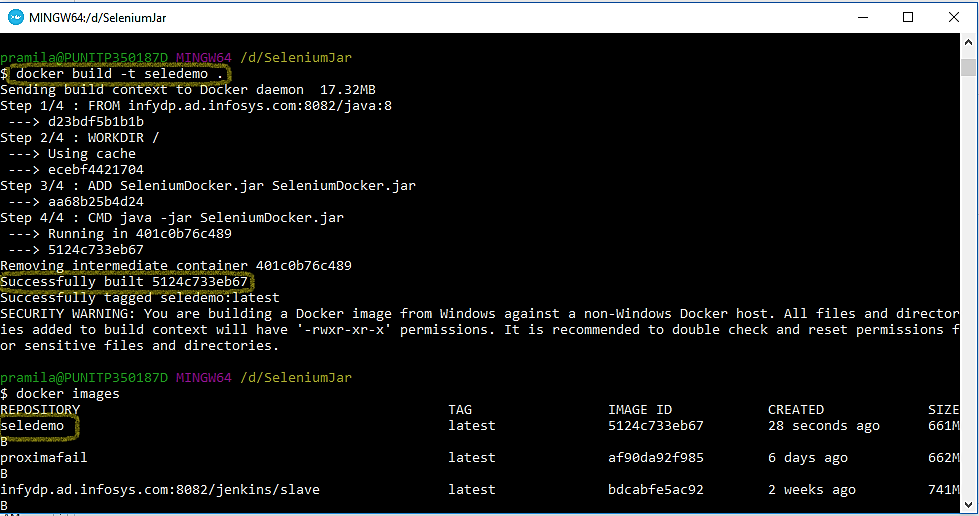 MINGW64:/d/SeleniumJar
pramila@PUNITP350187D MINGW64 /d/SeleniumJar
$ docker build -t seledemo .
Sending build context to Docker daemon  17.32MB
Step 1/4 : FROM infydp.ad.infosys.com:8082/java:8
 ---> d23bdf5b1b1b
Step 2/4 : WORKDIR /
 ---> Using cache
 ---> ecebf4421704
Step 3/4 : ADD SeleniumDocker.jar SeleniumDocker.jar
 ---> aa68b25b4d24
Step 4/4 : CMD java -jar SeleniumDocker.jar
 ---> Running in 401c0b76c489
 ---> 5124c733eb67
Removing intermediate container 401c0b76c489
Successfully built 5124c733eb67
Successfully tagged seledemo:latest
SECURITY WARNING: You are building a Docker image from Windows against a non-Windows Docker host. All files and director
ies added to build context will have '-rwxr-xr-x' permissions. It is recommended to double check and reset permissions f
or sensitive files and directories.
pramila@PUNITP350187D MINGW64 /d/SeleniumJar
$ docker images
REPOSITORY TAG IMAGE ID CREATED SIZE
seledemo latest 5124c733eb67 28 seconds ago 661M
B
proximafail latest af90da92f985 6 days ago 662M
B
infydp.ad.infosys.com:8082/jenkins/slave latest bdcabfe5ac92 2 weeks ago 741M
B